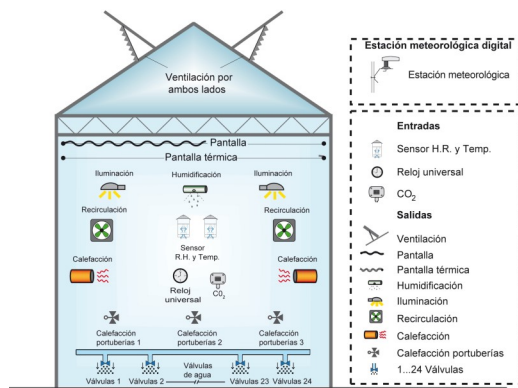 Ventilación por
ambos lados
Pantalla
Pantalla térmica
Iluminación
Humidificación
Iluminación
Recirculación
Recirculación
Sensor
R.H. y Temp.
Calefacción
Calefacción
Reloj
universal
C0₂
Calefacción
portuberías 1
Calefacción
portuberías 2
Calefacción
portuberías 3
Válvulas
de agua
Válvulas 1
Válvulas 2
Válvulas 23
Válvulas 24
Estación meteorológica digital
Estación meteorológica
Entradas
Sensor H.R. y Temp.
Reloj universal
CO₂
Salidas
Ventilación
Pantalla
Pantalla térmica
Humidificación
Iluminación
Recirculación
Calefacción
Calefacción portuberías
1...24 Válvulas